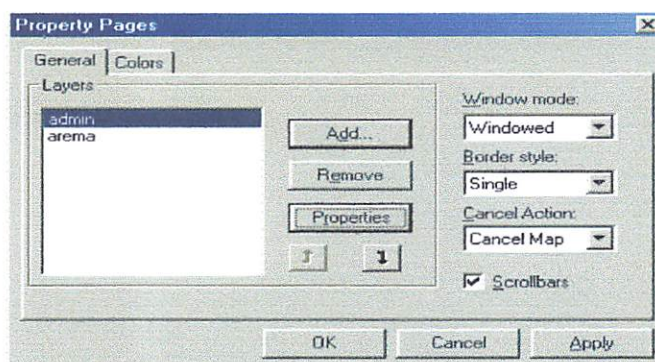 Property Pages
General
Colors
Layers
admin
arema
Add...
Remove
Properties
Window mode:
Windowed
Border style:
Single
Cancel Action:
Cancel Map
Scrollbars
OK
Cancel
Apply